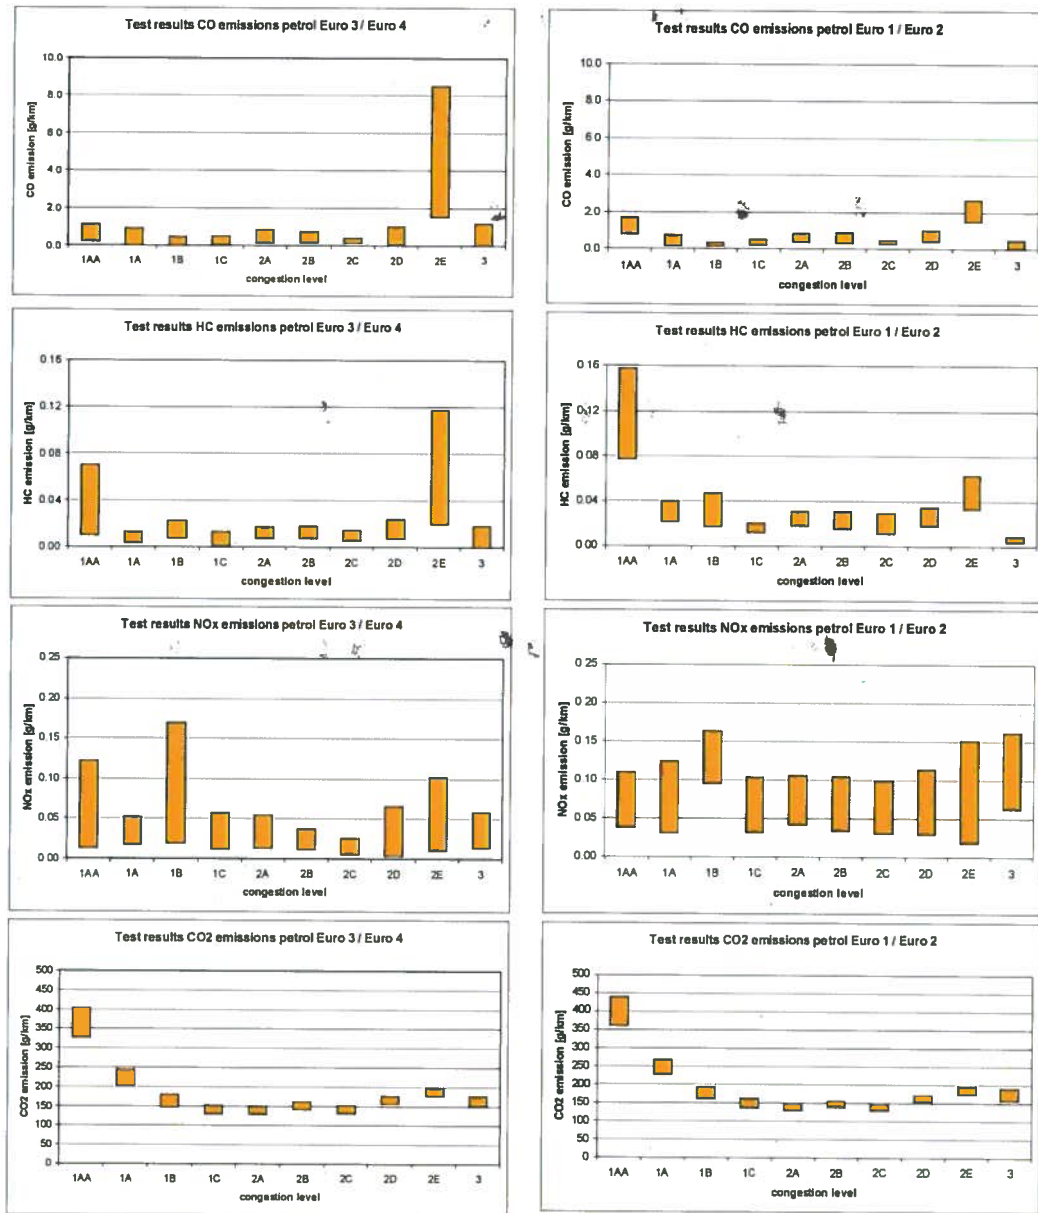 Test results CO emissions petrol Euro 3 / Euro 4
CO emission [g/km]
10.0
8.0
6.0
4.0
2.0
0.0
1AA 1A 1B 1C 2A 2B 2C 2D 2E 3
congestion level
Test results CO emissions petrol Euro 1 / Euro 2
CO emission [g/km]
10.0
8.0
6.0
4.0
2.0
0.0
1AA 1A 1B 1C 2A 2B 2C 2D 2E 3
congestion level
Test results HC emissions petrol Euro 3 / Euro 4
HC emission [g/km]
0.16
0.12
0.08
0.04
0.00
1AA 1A 1B 1C 2A 2B 2C 2D 2E 3
congestion level
Test results HC emissions petrol Euro 1 / Euro 2
HC emission [g/km]
0.16
0.12
0.08
0.04
0.00
1AA 1A 1B 1C 2A 2B 2C 2D 2E 3
congestion level
Test results NOx emissions petrol Euro 3 / Euro 4
NOx emission [g/km]
0.25
0.20
0.15
0.10
0.05
0.00
1AA 1A 1B 1C 2A 2B 2C 2D 2E 3
congestion level
Test results NOx emissions petrol Euro 1 / Euro 2
NOx emission [g/km]
0.25
0.20
0.15
0.10
0.05
0.00
1AA 1A 1B 1C 2A 2B 2C 2D 2E 3
congestion level
Test results CO2 emissions petrol Euro 3 / Euro 4
CO2 emission [g/km]
500
450
400
350
300
250
200
150
100
50
0
1AA 1A 1B 1C 2A 2B 2C 2D 2E 3
congestion level
Test results CO2 emissions petrol Euro 1 / Euro 2
CO2 emission [g/km]
500
450
400
350
300
250
200
150
100
50
0
1AA 1A 1B 1C 2A 2B 2C 2D 2E 3
congestion level